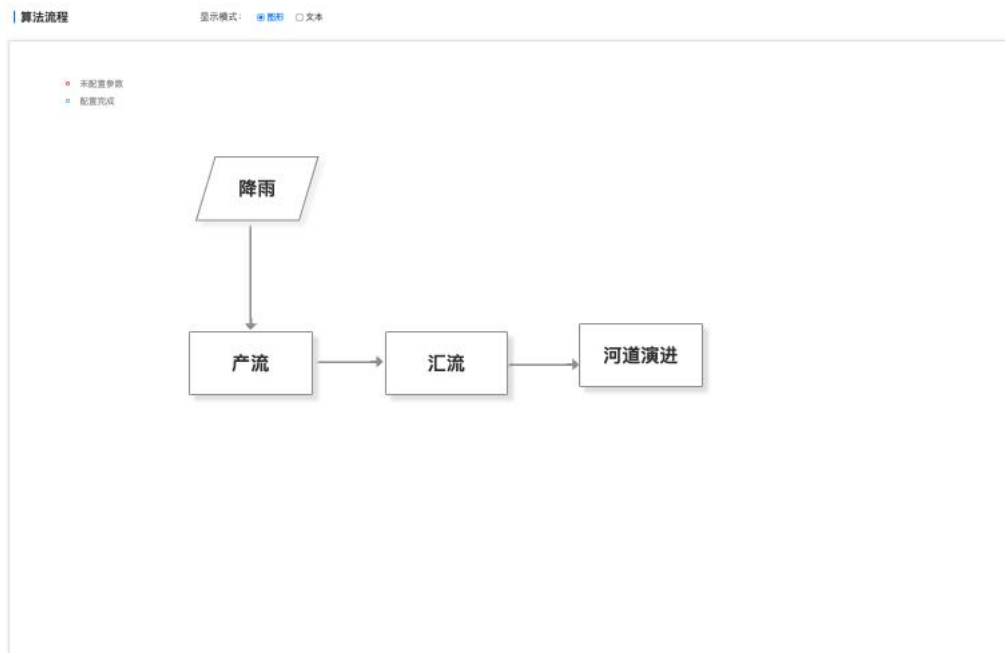 算法流程
显示模式： 图形 文本
未配置参数
配置完成
降雨
产流
汇流
河道演进